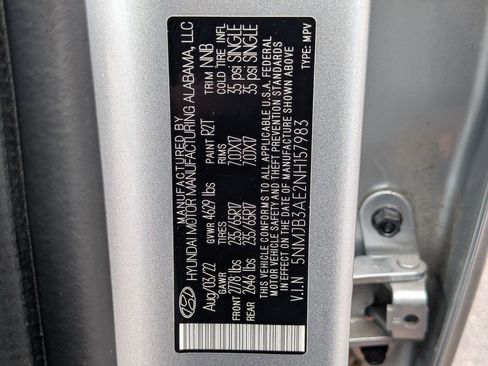 MANUFACTURED BY
HYUNDAI MOTOR MANUFACTURING ALABAMA, LLC
Aug/03/22 GVWR 4629 lbs PAINT R2T TRIM NNB
GAWR TIRES RIMS COLD TIRE INFL
FRONT 2778 lbs 235/65R17 7.0JX17 35 psi SINGLE
REAR 2646 lbs 235/65R17 7.0JX17 35 psi SINGLE
THIS VEHICLE CONFORMS TO ALL APPLICABLE U.S.A. FEDERAL
MOTOR VEHICLE SAFETY AND THEFT PREVENTION STANDARDS
IN EFFECT ON THE DATE OF MANUFACTURE SHOWN ABOVE
V.I.N 5NMJB3AE2NH157983 TYPE: MPV